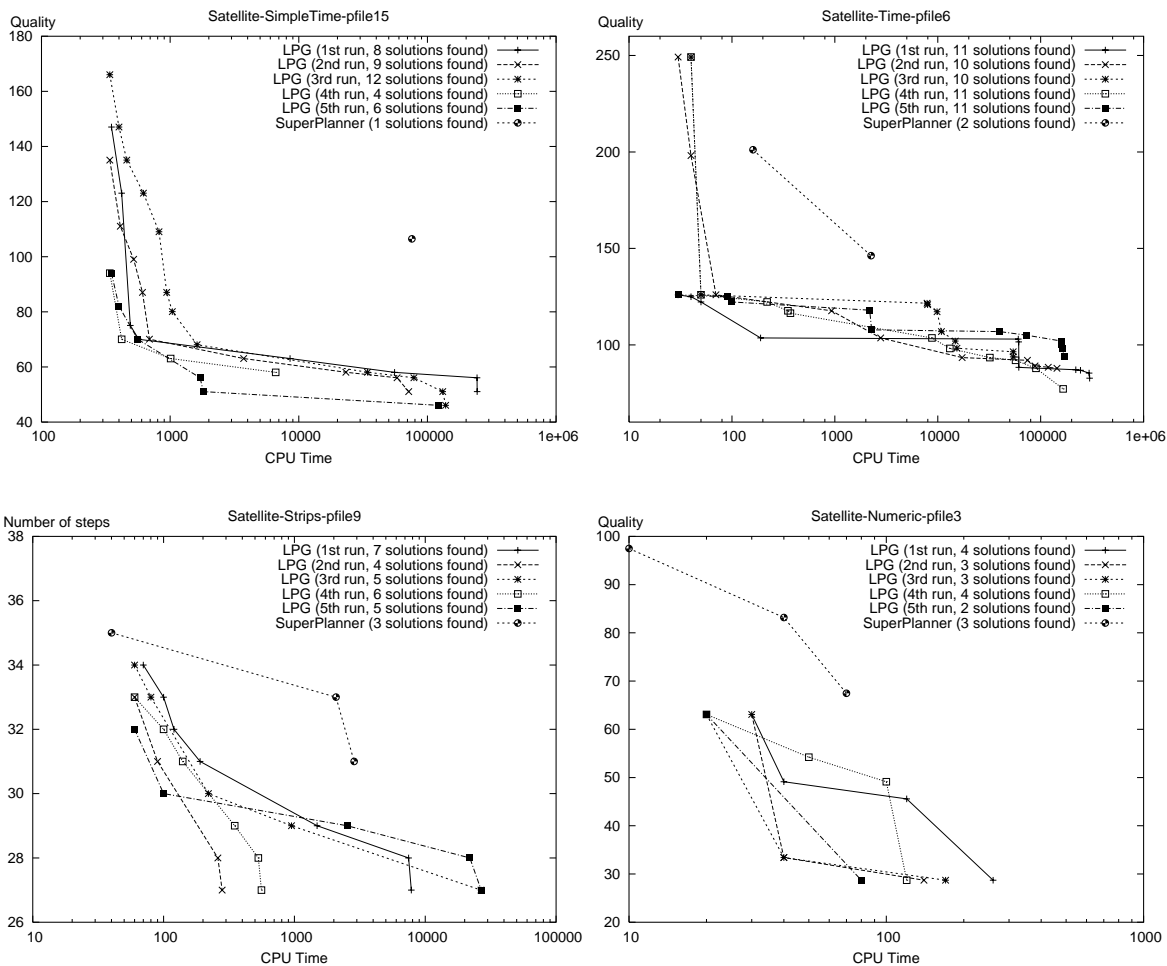 Satellite-SimpleTime-pfile15
Quality
180
160
140
120
100
80
60
40
100
1000
10000
100000
1e+06
CPU Time
LPG (1st run, 8 solutions found)
LPG (2nd run, 9 solutions found)
LPG (3rd run, 12 solutions found)
LPG (4th run, 4 solutions found)
LPG (5th run, 6 solutions found)
SuperPlanner (1 solutions found)
Satellite-Time-pfile6
Quality
250
200
150
100
10
100
1000
10000
100000
1e+06
CPU Time
LPG (1st run, 11 solutions found)
LPG (2nd run, 10 solutions found)
LPG (3rd run, 10 solutions found)
LPG (4th run, 11 solutions found)
LPG (5th run, 11 solutions found)
SuperPlanner (2 solutions found)
Satellite-Strips-pfile9
Number of steps
38
36
34
32
30
28
26
10
100
1000
10000
100000
CPU Time
LPG (1st run, 7 solutions found)
LPG (2nd run, 4 solutions found)
LPG (3rd run, 5 solutions found)
LPG (4th run, 6 solutions found)
LPG (5th run, 5 solutions found)
SuperPlanner (3 solutions found)
Satellite-Numeric-pfile3
Quality
100
90
80
70
60
50
40
30
20
10
100
1000
CPU Time
LPG (1st run, 4 solutions found)
LPG (2nd run, 3 solutions found)
LPG (3rd run, 3 solutions found)
LPG (4th run, 4 solutions found)
LPG (5th run, 2 solutions found)
SuperPlanner (3 solutions found)